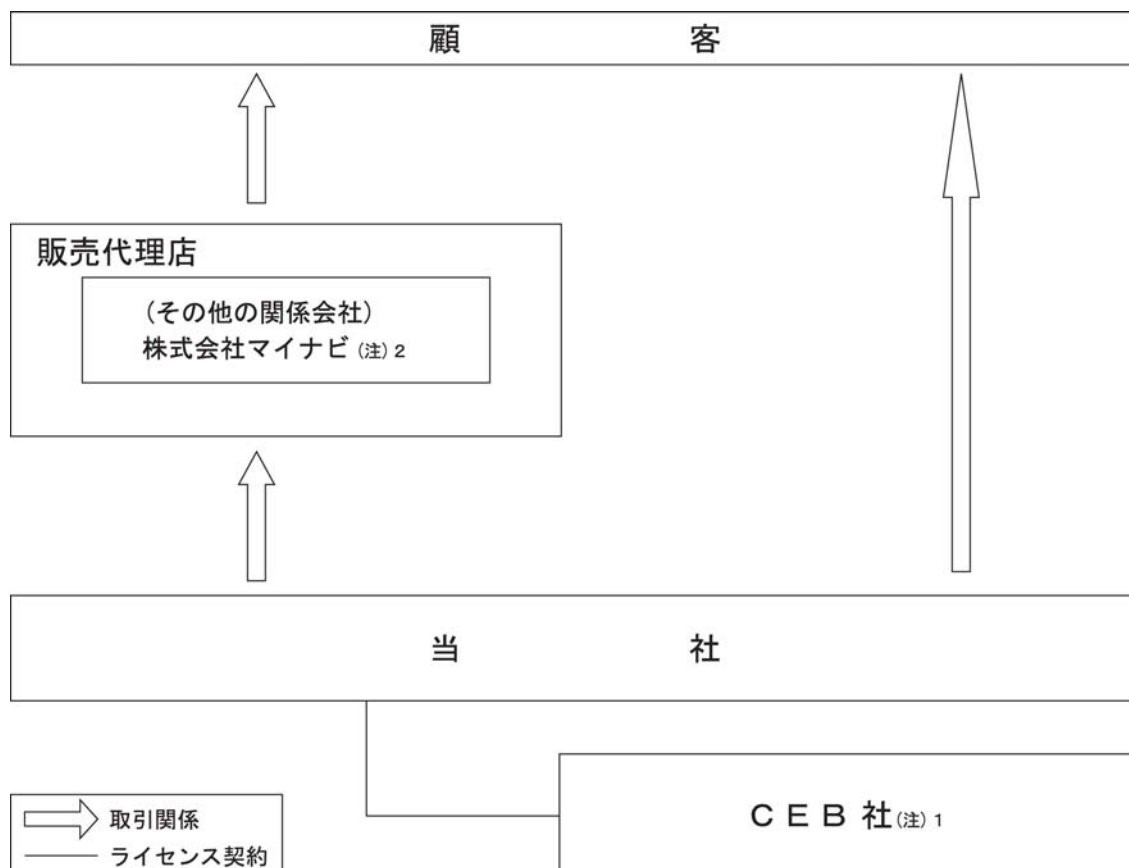 顧客
販売代理店
(その他の関係会社)
株式会社マイナビ(注)2
当社
CEB社(注)1
取引関係
ライセンス契約